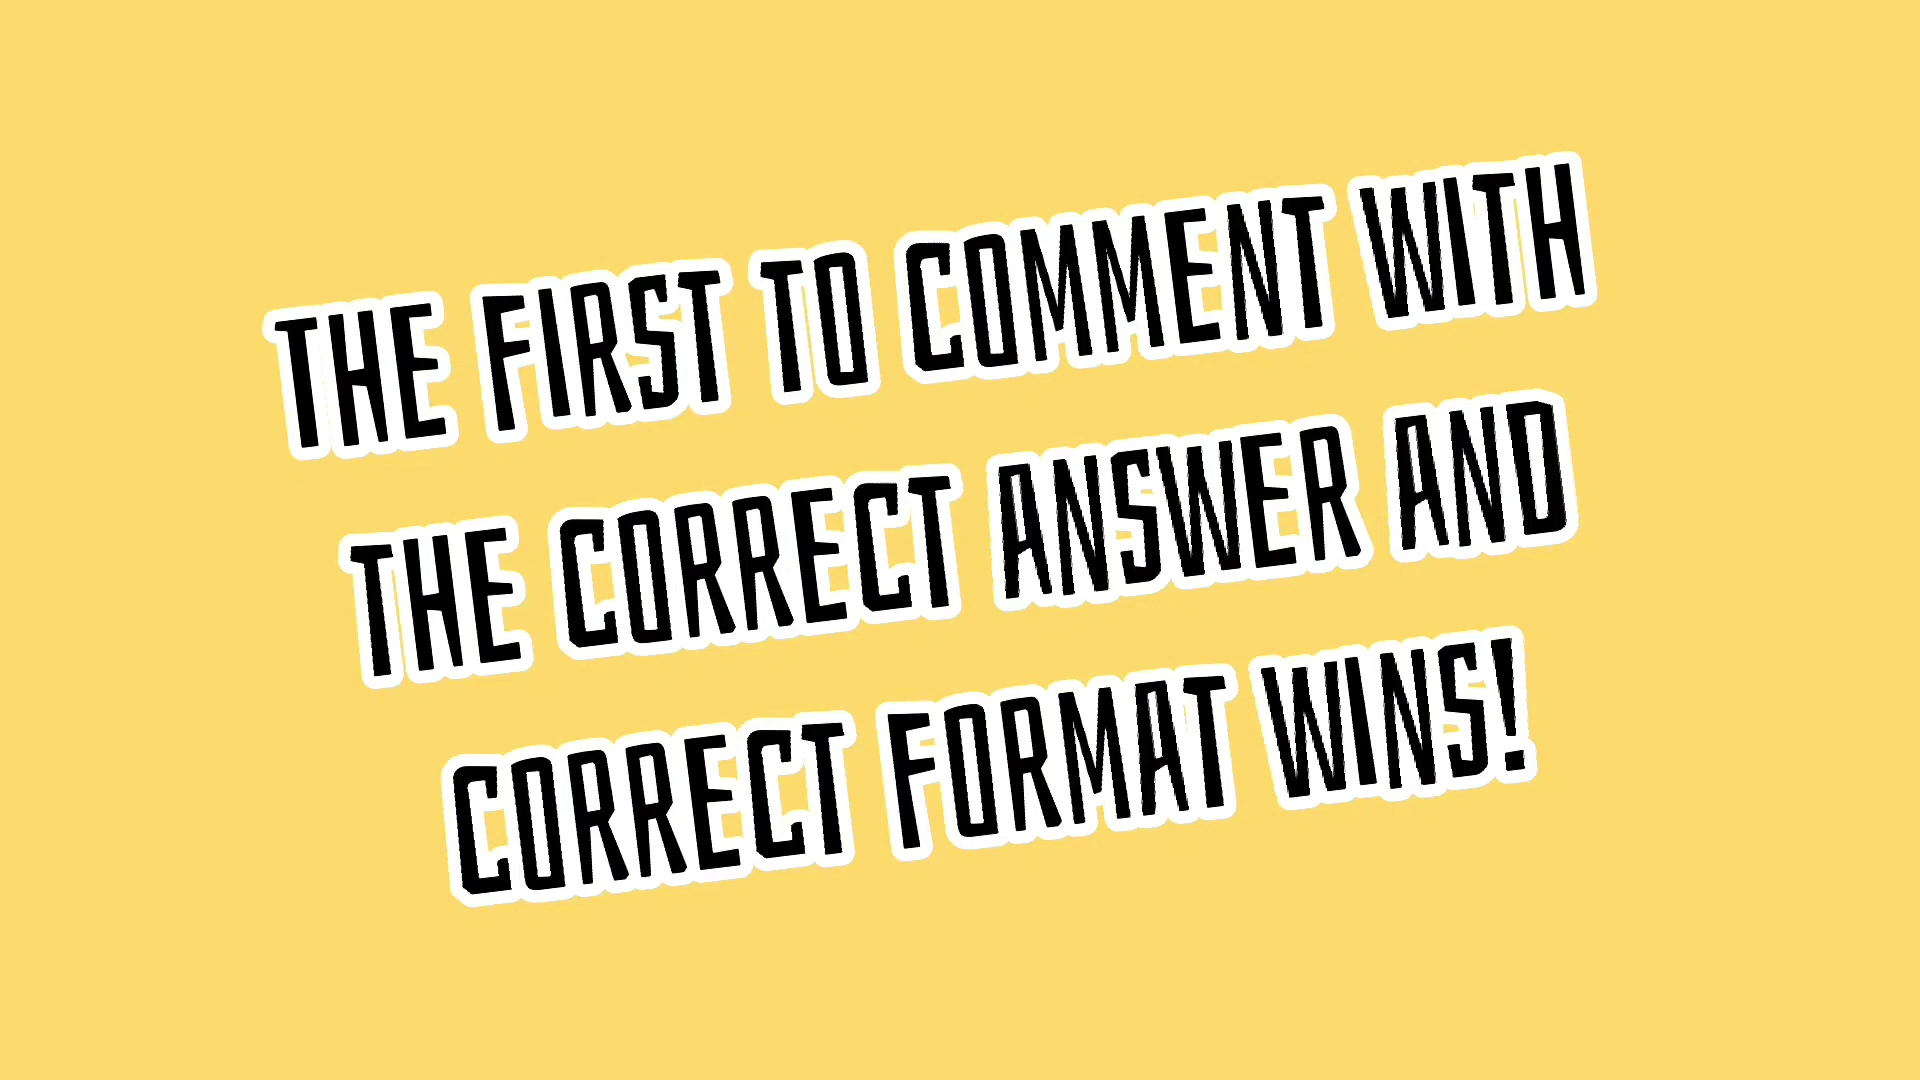 THE FIRST TO COMMENT WITH
THE CORRECT ANSWER AND
CORRECT FORMAT WINS!